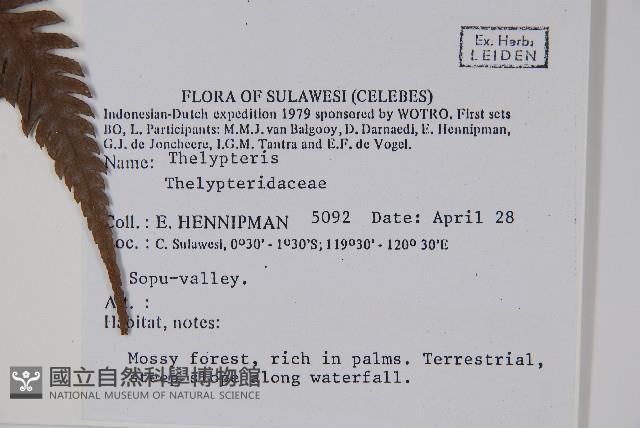 Ex. Herb.
LEIDEN
FLORA OF SULAWESI (CELEBES)
Indonesian-Dutch expedition 1979 sponsored by WOTRO. First sets
BO, L. Participants: M.M.J. van Balgooy, D. Darnaedi, E. Hennipman,
G.J. de Joncheere, I.G.M. Tantra and E.F. de Vogel.
Name: Thelypteris
Thelypteridaceae
Coll.: E. HENNIPMAN 5092 Date: April 28
Loc.: C. Sulawesi, 0°30' - 1°30'S; 119°30' - 120° 30'E
Sopu-valley.
Alt. :
Habitat, notes:
Mossy forest, rich in palms. Terrestrial,
slope along waterfall.
國立自然科學博物館
NATIONAL MUSEUM OF NATURAL SCIENCE